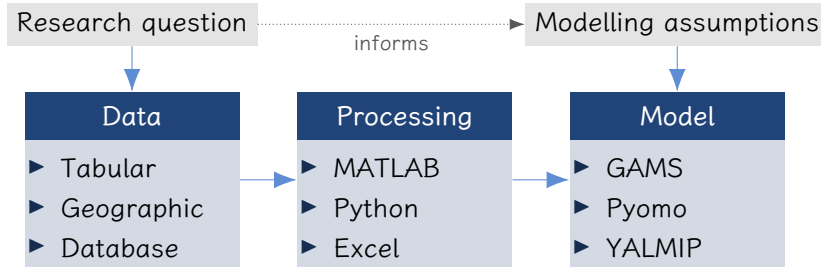 Research question
informs
Modelling assumptions
Data
Tabular
Geographic
Database
Processing
MATLAB
Python
Excel
Model
GAMS
Pyomo
YALMIP